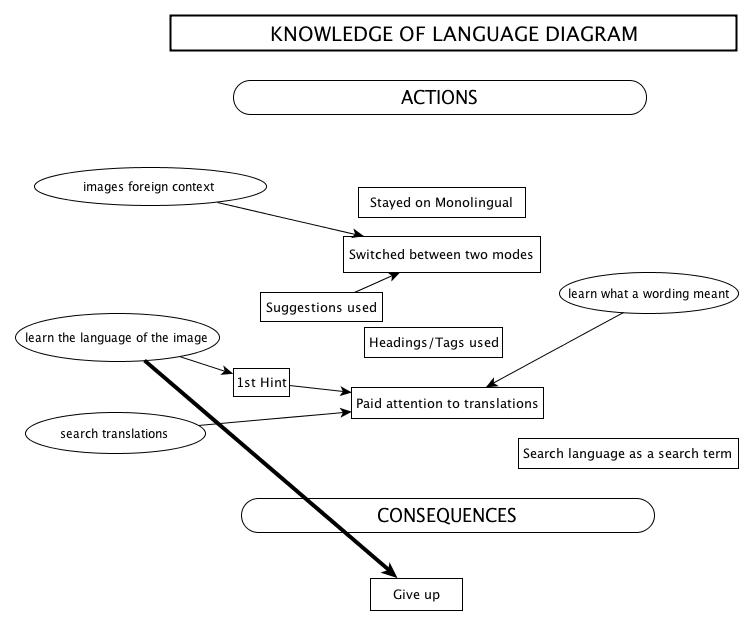 KNOWLEDGE OF LANGUAGE DIAGRAM
ACTIONS
images foreign context
Stayed on Monolingual
Switched between two modes
learn what a wording meant
Suggestions used
learn the language of the image
Headings/Tags used
1st Hint
Paid attention to translations
search translations
Search language as a search term
CONSEQUENCES
Give up